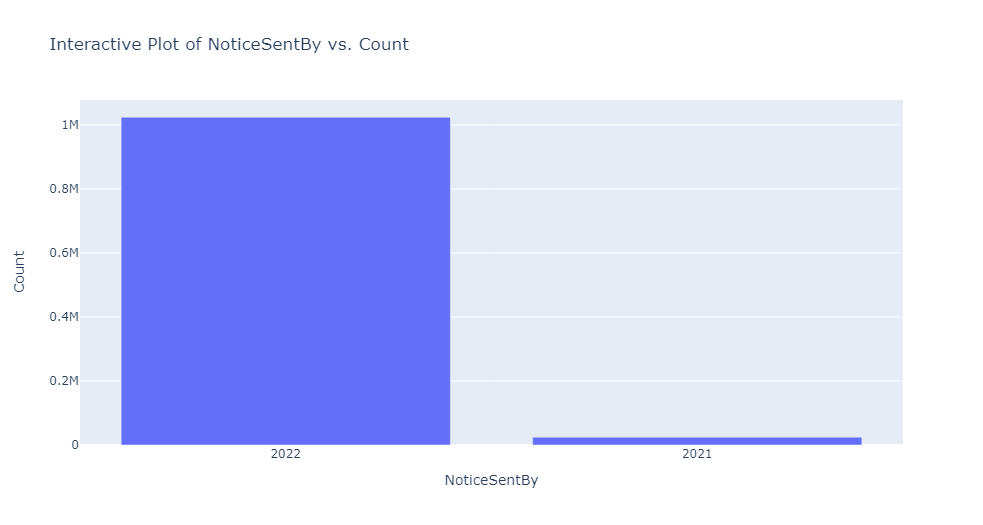 Interactive Plot of NoticeSentBy vs. Count
Count
1M
0.8M
0.6M
0.4M
0.2M
0
2022
2021
NoticeSentBy